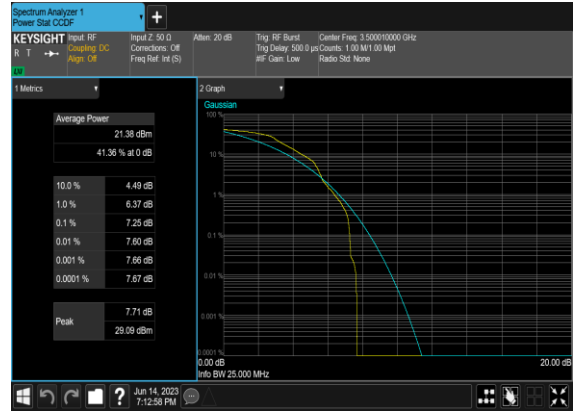 Spectrum Analyzer 1
Power Stat CCDF
KEYSIGHT
R T
LM
Input: RF
Coupling: DC
Align: Off
Input Z: 50 Ω
Corrections: Off
Freq Ref: Int (S)
Atten: 20 dB
Trig: RF Burst
Trig Delay: 500.0 µs
#IF Gain: Low
Center Freq: 3.500010000 GHz
Counts: 1.00 M/1.00 Mpt
Radio Std: None
1 Metrics
Average Power
21.38 dBm
41.36 % at 0 dB
10.0 % 4.49 dB
1.0 % 6.37 dB
0.1 % 7.25 dB
0.01 % 7.60 dB
0.001 % 7.66 dB
0.0001 % 7.67 dB
Peak
7.71 dB
29.09 dBm
2 Graph
Gaussian
100 %
10 %
1 %
0.1 %
0.01 %
0.001 %
0.0001 %
0.00 dB 20.00 dB
Info BW 25.000 MHz
?
Jun 14, 2023
7:12:58 PM